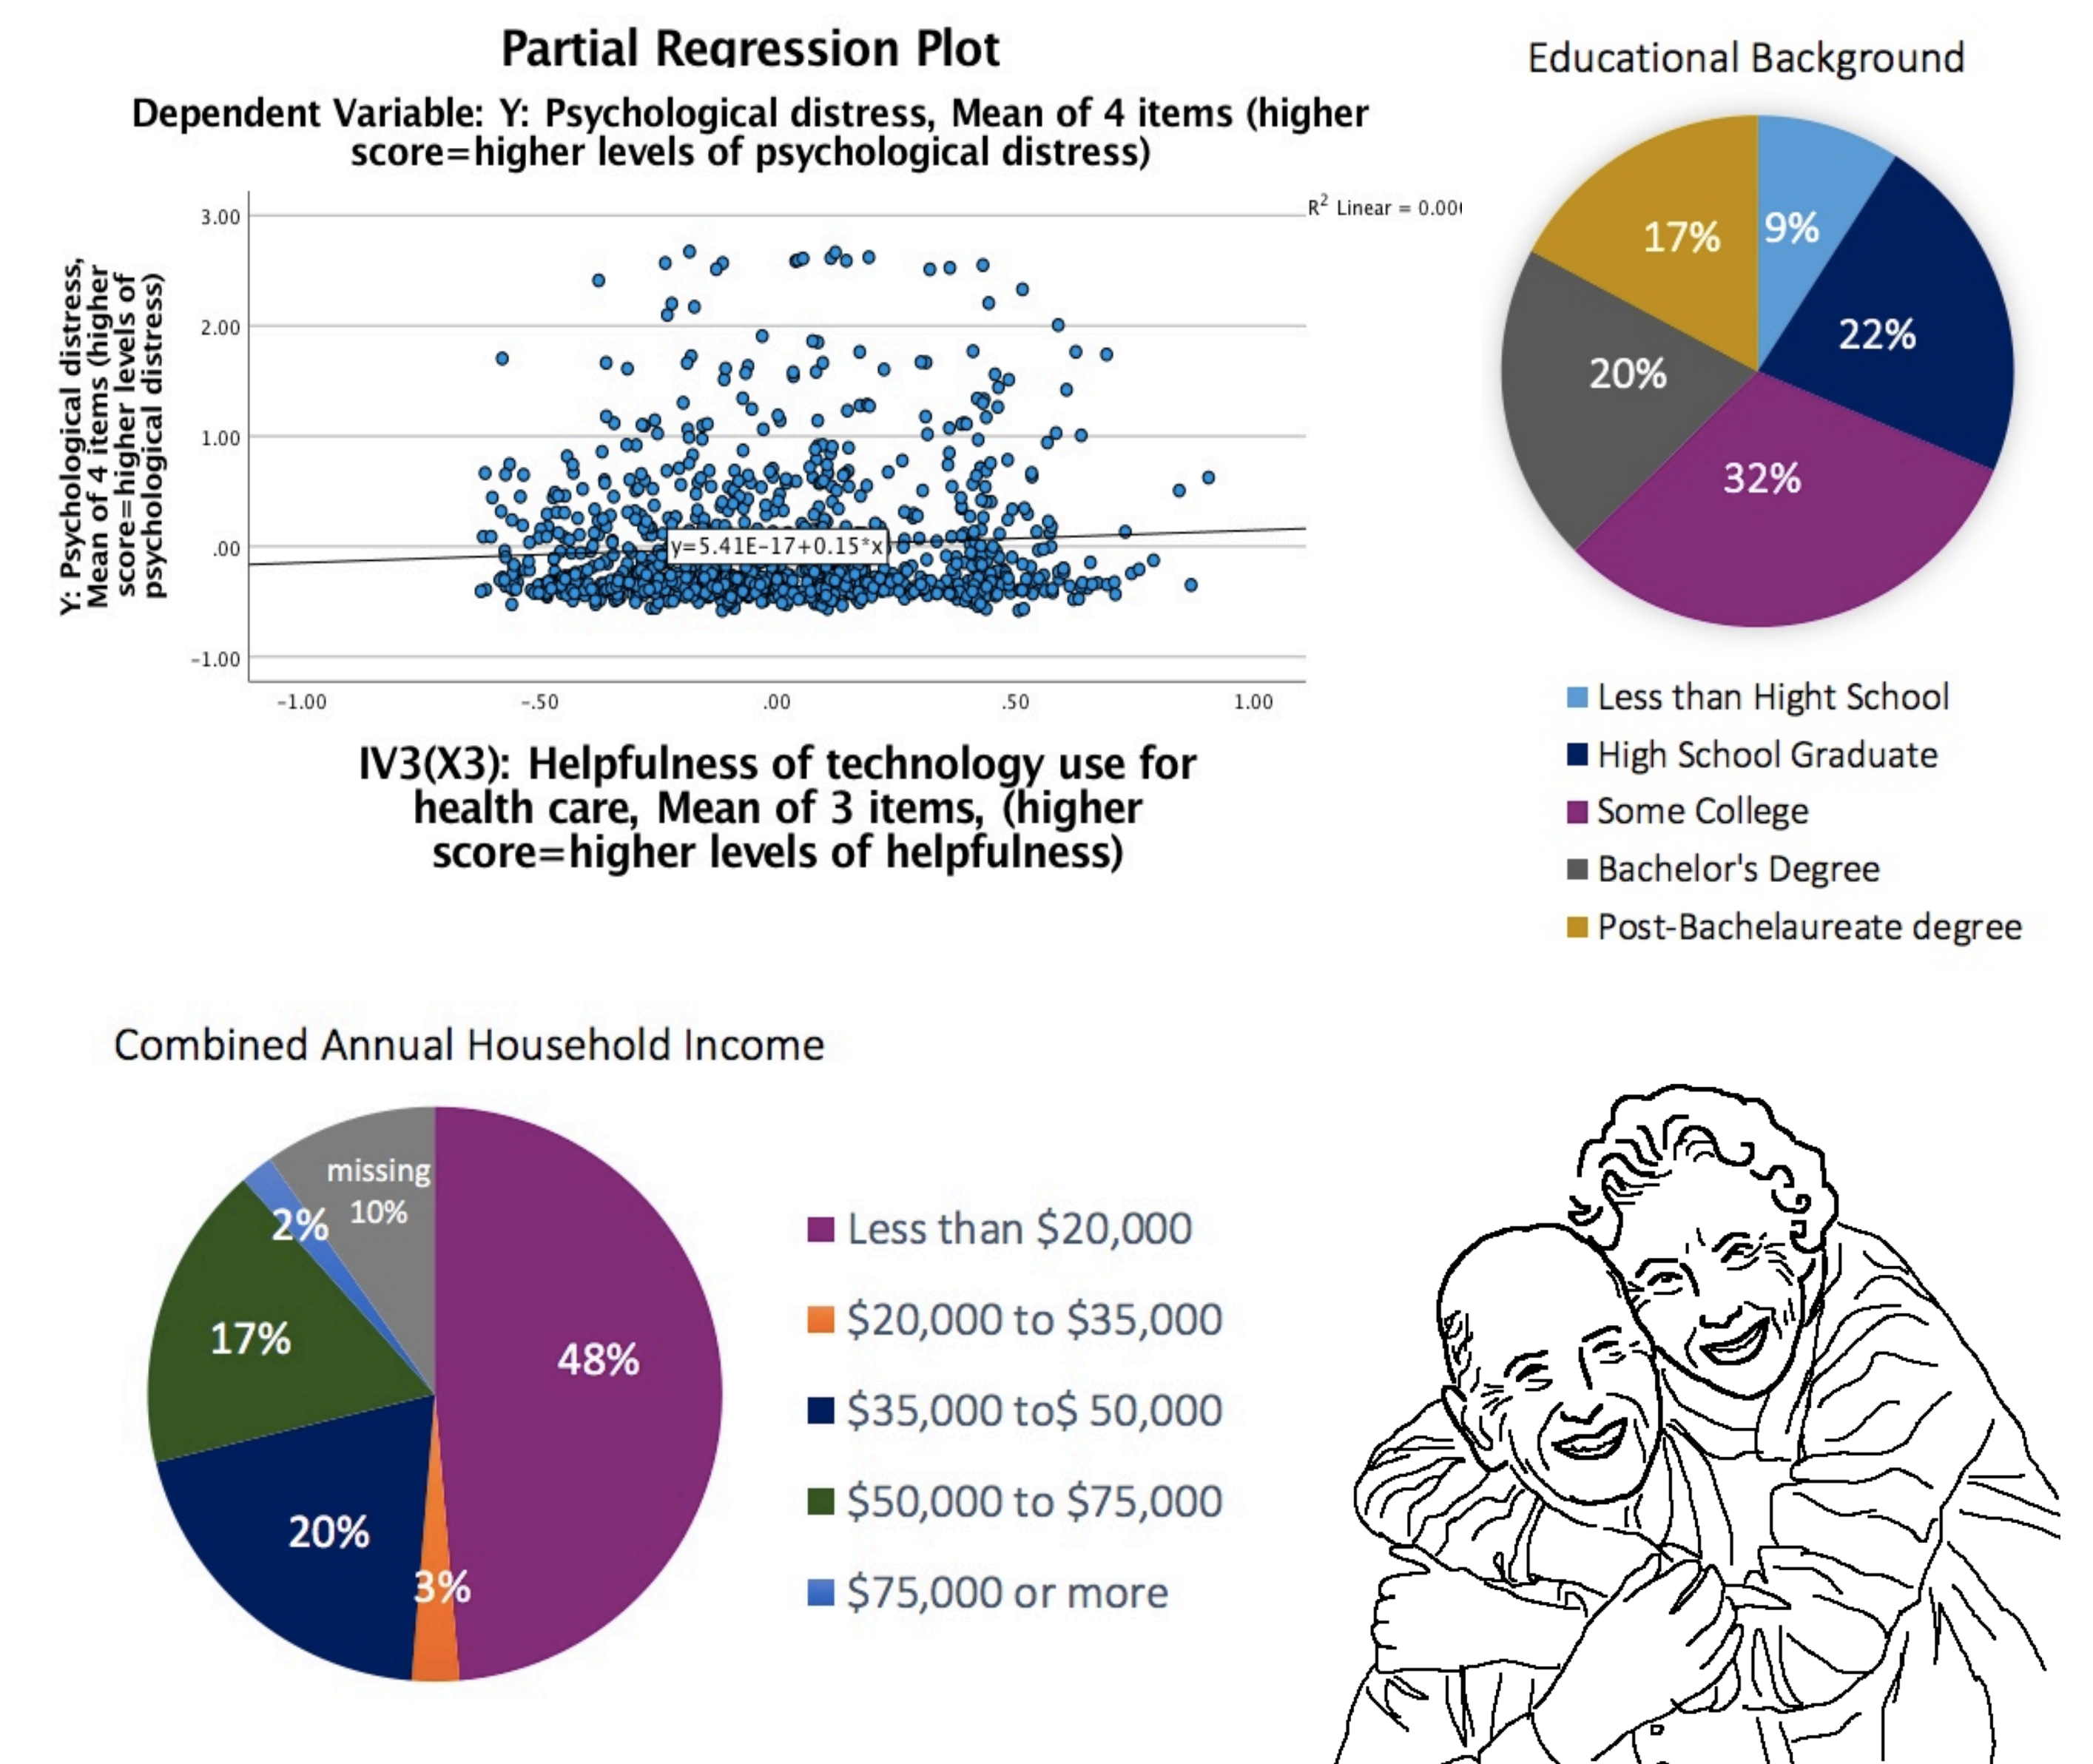 Partial Regression Plot
Dependent Variable: Y: Psychological distress, Mean of 4 items (higher
score=higher levels of psychological distress)
R² Linear = 0.00
Y: Psychological distress,
Mean of 4 items (higher
score=higher levels of
psychological distress)
3.00
2.00
1.00
.00
-1.00
y=5.41E-17+0.15*x
-1.00
-.50
.00
.50
1.00
IV3(X3): Helpfulness of technology use for
health care, Mean of 3 items, (higher
score=higher levels of helpfulness)
Educational Background
17%
9%
22%
20%
32%
Less than Hight School
High School Graduate
Some College
Bachelor's Degree
Post-Bachelaureate degree
Combined Annual Household Income
missing
10%
2%
17%
48%
20%
3%
Less than $20,000
$20,000 to $35,000
$35,000 to$ 50,000
$50,000 to $75,000
$75,000 or more